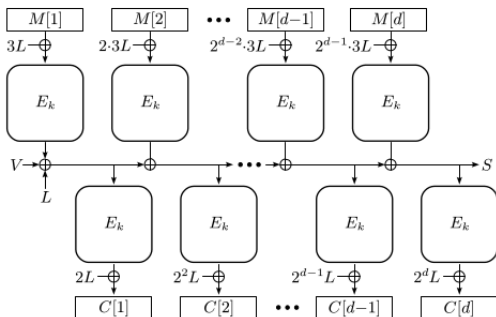 M[1] M[2] ••• M[d−1] M[d]
3L 2·3L 2^{d−2}·3L 2^{d−1}·3L
E_k E_k E_k E_k
V ••• S
L
E_k E_k E_k E_k
2L 2^2L 2^{d−1}L 2^dL
C[1] C[2] ••• C[d−1] C[d]